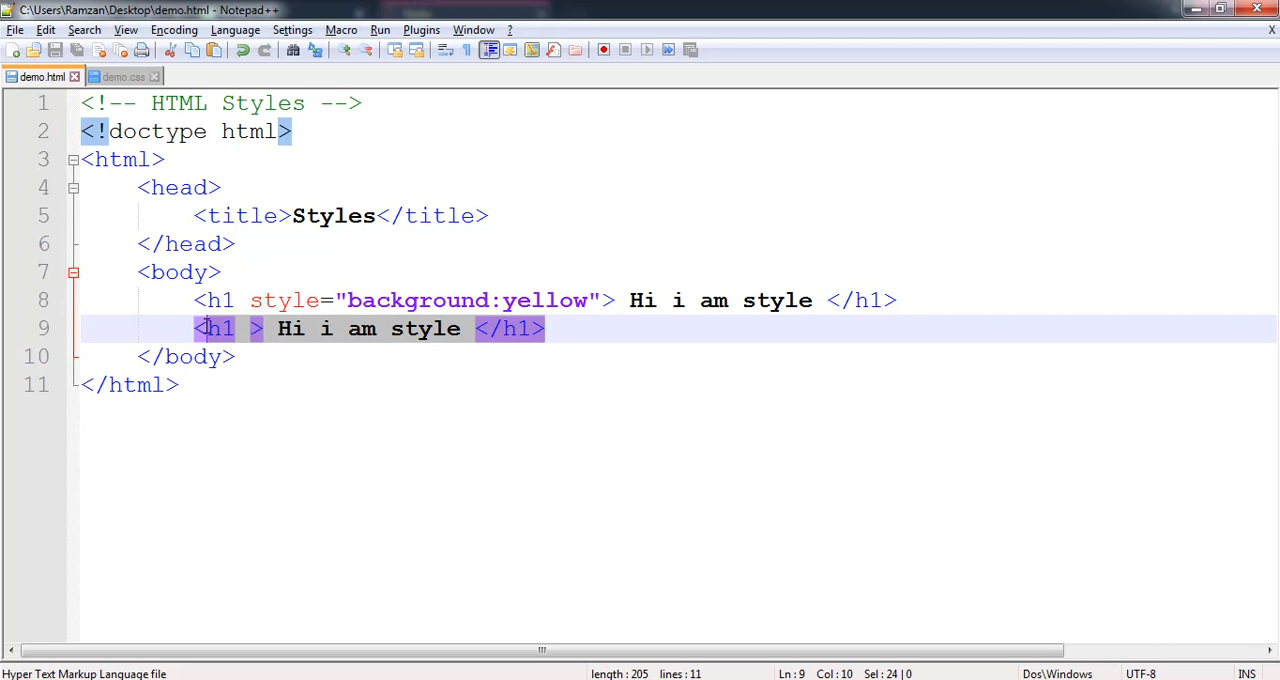 C:\Users\Ramzan\Desktop\demo.html - Notepad++
File Edit Search View Encoding Language Settings Macro Run Plugins Window ? X
demo.html demo.css
1 <!-- HTML Styles -->
2 <!doctype html>
3 <html>
4 <head>
5 <title>Styles</title>
6 </head>
7 <body>
8 <h1 style="background:yellow"> Hi i am style </h1>
9 <h1 > Hi i am style </h1>
10 </body>
11 </html>
Hyper Text Markup Language file length : 205 lines : 11 Ln : 9 Col : 10 Sel : 24 | 0 Dos\Windows UTF-8 INS